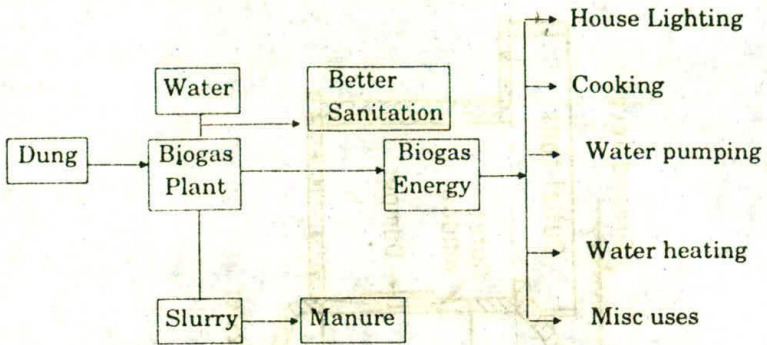 House Lighting
Water
Better
Sanitation
Cooking
Dung
Biogas
Plant
Biogas
Energy
Water pumping
Water heating
Slurry
Manure
Misc uses